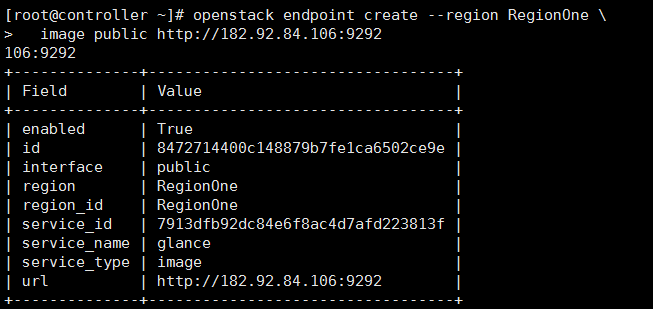 [root@controller ~]# openstack endpoint create --region RegionOne \
>   image public http://182.92.84.106:9292
106:9292
+--------------+----------------------------------+
| Field        | Value                            |
+--------------+----------------------------------+
| enabled      | True                             |
| id           | 8472714400c148879b7fe1ca6502ce9e |
| interface    | public                           |
| region       | RegionOne                        |
| region_id    | RegionOne                        |
| service_id   | 7913dfb92dc84e6f8ac4d7afd223813f |
| service_name | glance                           |
| service_type | image                            |
| url          | http://182.92.84.106:9292        |
+--------------+----------------------------------+